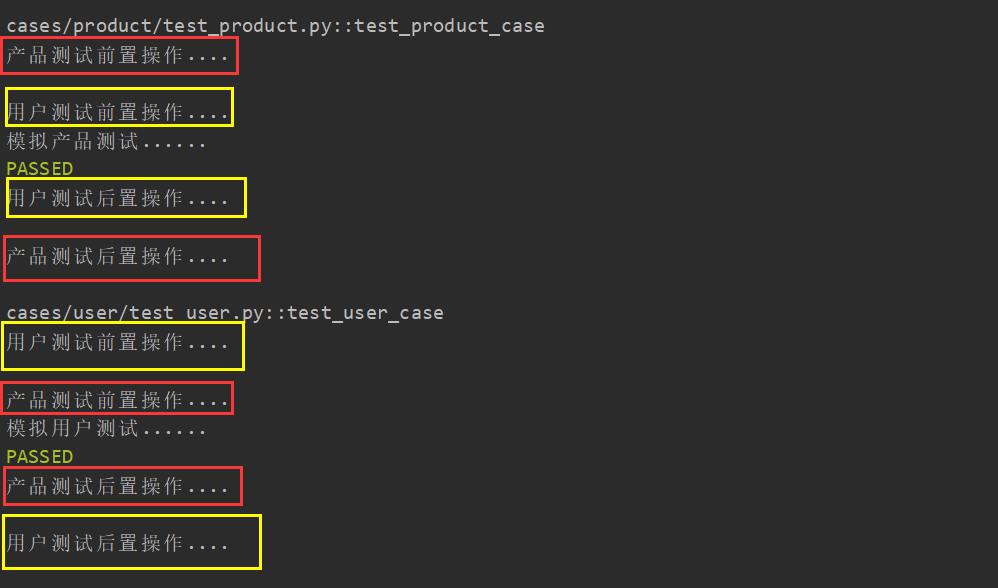 cases/product/test_product.py::test_product_case
产品测试前置操作....
用户测试前置操作....
模拟产品测试......
PASSED
用户测试后置操作....
产品测试后置操作....
cases/user/test_user.py::test_user_case
用户测试前置操作....
产品测试前置操作....
模拟用户测试......
PASSED
产品测试后置操作....
用户测试后置操作....